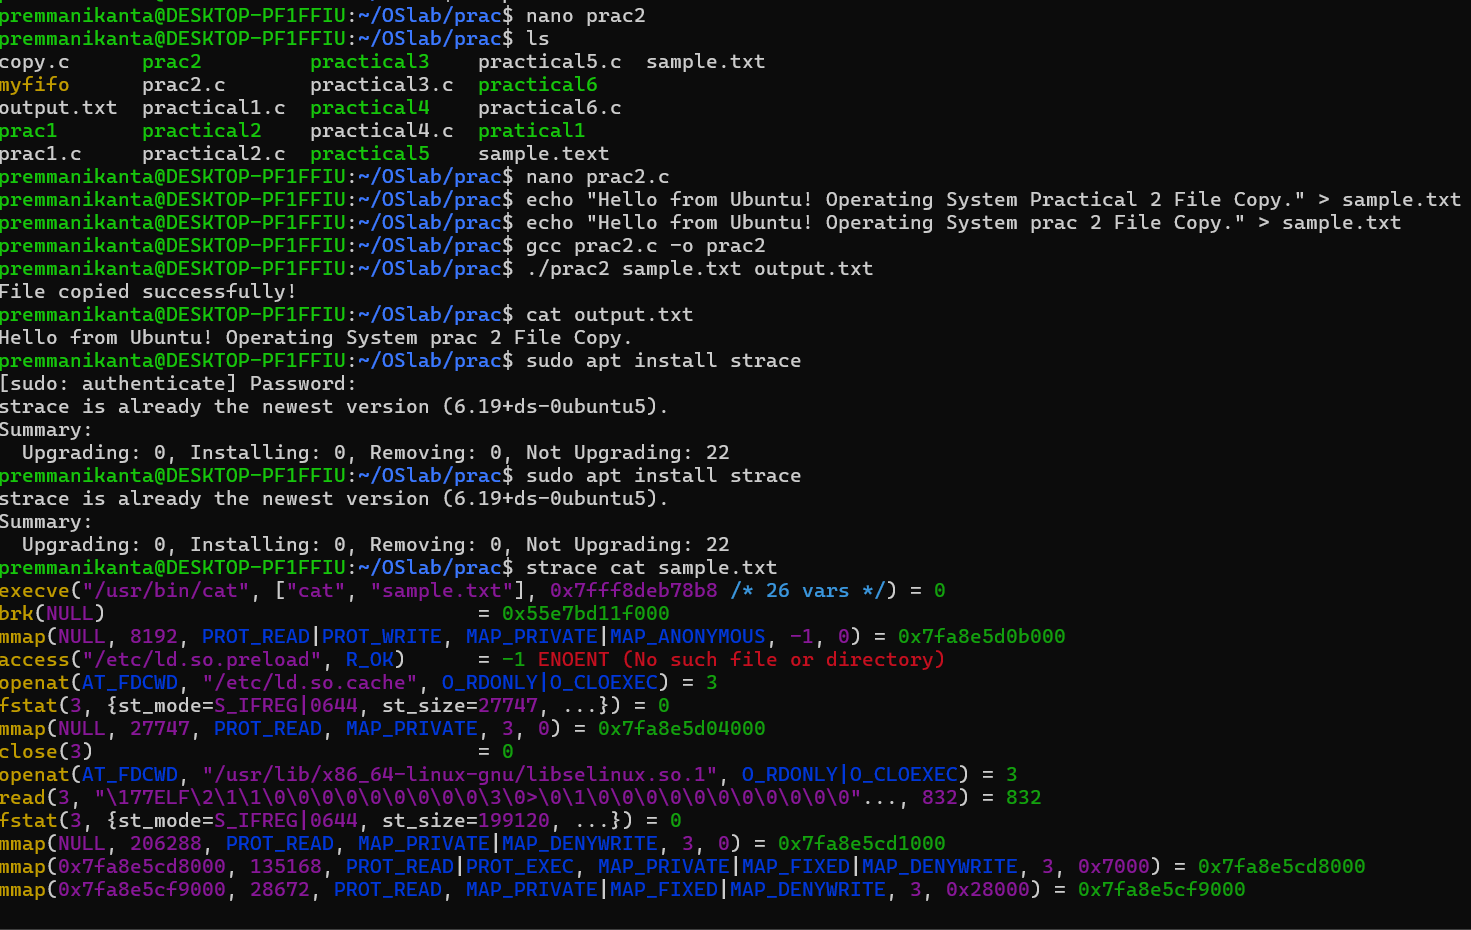 premmanikanta@DESKTOP-PF1FFIU:~/OSlab/prac$ nano prac2
premmanikanta@DESKTOP-PF1FFIU:~/OSlab/prac$ ls
copy.c      prac2         practical3    practical5.c  sample.txt
myfifo      prac2.c       practical3.c  practical6
output.txt  practical1.c  practical4    practical6.c
prac1       practical2    practical4.c  pratical1
prac1.c     practical2.c  practical5    sample.text
premmanikanta@DESKTOP-PF1FFIU:~/OSlab/prac$ nano prac2.c
premmanikanta@DESKTOP-PF1FFIU:~/OSlab/prac$ echo "Hello from Ubuntu! Operating System Practical 2 File Copy." > sample.txt
premmanikanta@DESKTOP-PF1FFIU:~/OSlab/prac$ echo "Hello from Ubuntu! Operating System prac 2 File Copy." > sample.txt
premmanikanta@DESKTOP-PF1FFIU:~/OSlab/prac$ gcc prac2.c -o prac2
premmanikanta@DESKTOP-PF1FFIU:~/OSlab/prac$ ./prac2 sample.txt output.txt
File copied successfully!
premmanikanta@DESKTOP-PF1FFIU:~/OSlab/prac$ cat output.txt
Hello from Ubuntu! Operating System prac 2 File Copy.
premmanikanta@DESKTOP-PF1FFIU:~/OSlab/prac$ sudo apt install strace
[sudo: authenticate] Password:
strace is already the newest version (6.19+ds-0ubuntu5).
Summary:
  Upgrading: 0, Installing: 0, Removing: 0, Not Upgrading: 22
premmanikanta@DESKTOP-PF1FFIU:~/OSlab/prac$ sudo apt install strace
strace is already the newest version (6.19+ds-0ubuntu5).
Summary:
  Upgrading: 0, Installing: 0, Removing: 0, Not Upgrading: 22
premmanikanta@DESKTOP-PF1FFIU:~/OSlab/prac$ strace cat sample.txt
execve("/usr/bin/cat", ["cat", "sample.txt"], 0x7fff8deb78b8 /* 26 vars */) = 0
brk(NULL)                               = 0x55e7bd11f000
mmap(NULL, 8192, PROT_READ|PROT_WRITE, MAP_PRIVATE|MAP_ANONYMOUS, -1, 0) = 0x7fa8e5d0b000
access("/etc/ld.so.preload", R_OK)      = -1 ENOENT (No such file or directory)
openat(AT_FDCWD, "/etc/ld.so.cache", O_RDONLY|O_CLOEXEC) = 3
fstat(3, {st_mode=S_IFREG|0644, st_size=27747, ...}) = 0
mmap(NULL, 27747, PROT_READ, MAP_PRIVATE, 3, 0) = 0x7fa8e5d04000
close(3)                                = 0
openat(AT_FDCWD, "/usr/lib/x86_64-linux-gnu/libselinux.so.1", O_RDONLY|O_CLOEXEC) = 3
read(3, "\177ELF\2\1\1\0\0\0\0\0\0\0\0\0\3\0>\0\1\0\0\0\0\0\0\0\0\0\0\0"..., 832) = 832
fstat(3, {st_mode=S_IFREG|0644, st_size=199120, ...}) = 0
mmap(NULL, 206288, PROT_READ, MAP_PRIVATE|MAP_DENYWRITE, 3, 0) = 0x7fa8e5cd1000
mmap(0x7fa8e5cd8000, 135168, PROT_READ|PROT_EXEC, MAP_PRIVATE|MAP_FIXED|MAP_DENYWRITE, 3, 0x7000) = 0x7fa8e5cd8000
mmap(0x7fa8e5cf9000, 28672, PROT_READ, MAP_PRIVATE|MAP_FIXED|MAP_DENYWRITE, 3, 0x28000) = 0x7fa8e5cf9000